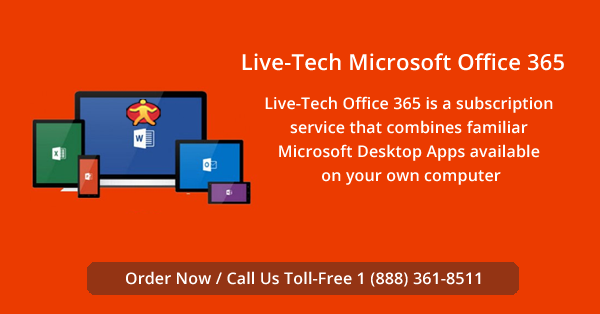 Live-Tech Microsoft Office 365
Live-Tech Office 365 is a subscription
service that combines familiar
Microsoft Desktop Apps available
on your own computer
Order Now / Call Us Toll-Free 1 (888) 361-8511